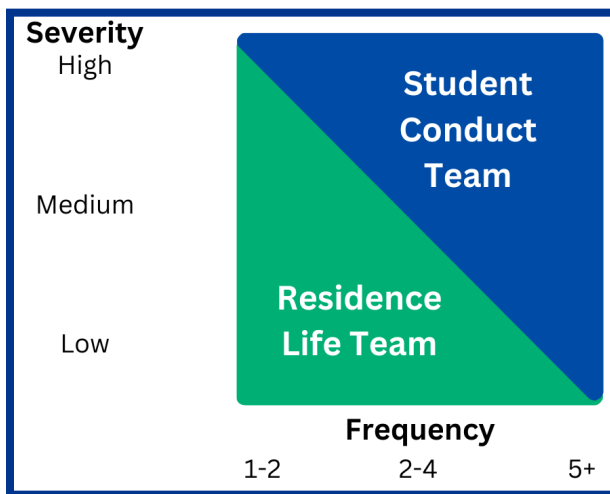 Severity
High
Medium
Low
Student
Conduct
Team
Residence
Life Team
Frequency
1-2
2-4
5+